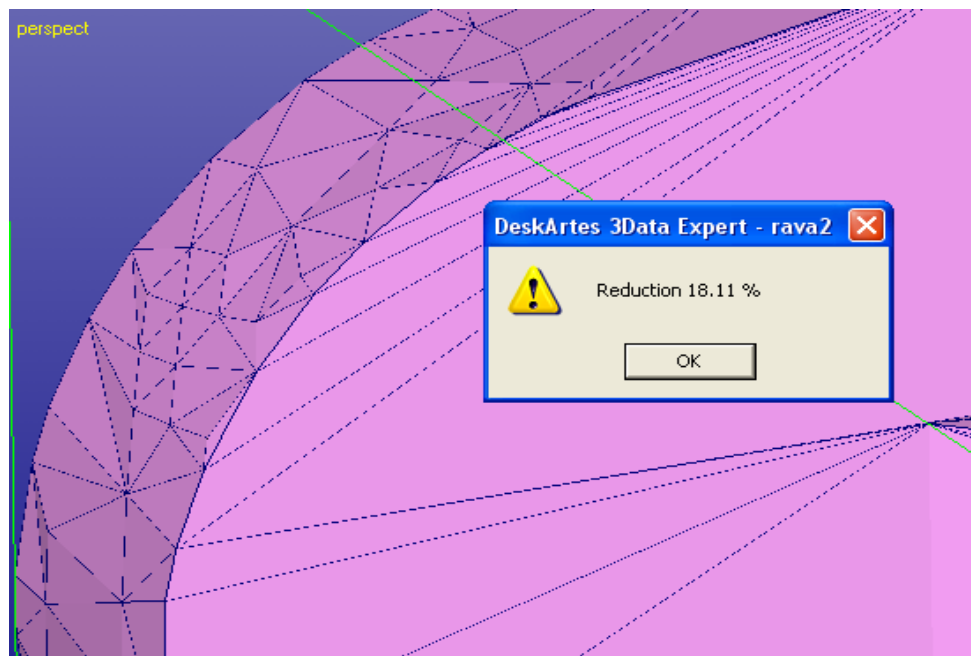 perspect
DeskArtes 3Data Expert - rava2
Reduction 18.11 %
OK